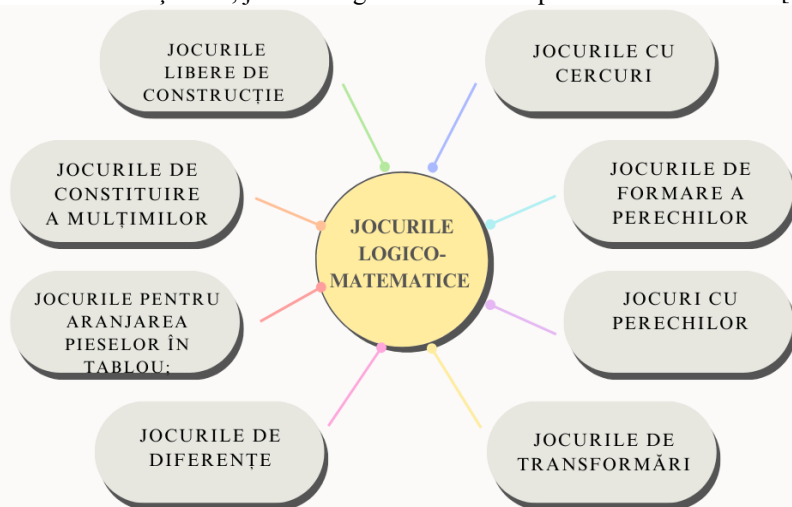 JOCURILE
LIBERE DE
CONSTRUCȚIE
JOCURILE CU
CERCURI
JOCURILE DE
CONSTITUIRE
A MULȚIMILOR
JOCURILE DE
FORMARE A
PERECHILOR
JOCURILE
LOGICO-
MATEMATICE
JOCURILE PENTRU
ARANJAREA
PIESELOR ÎN
TABLOU;
JOCURI CU
PERECHILOR
JOCURILE DE
DIFERENȚE
JOCURILE DE
TRANSFORMĂRI